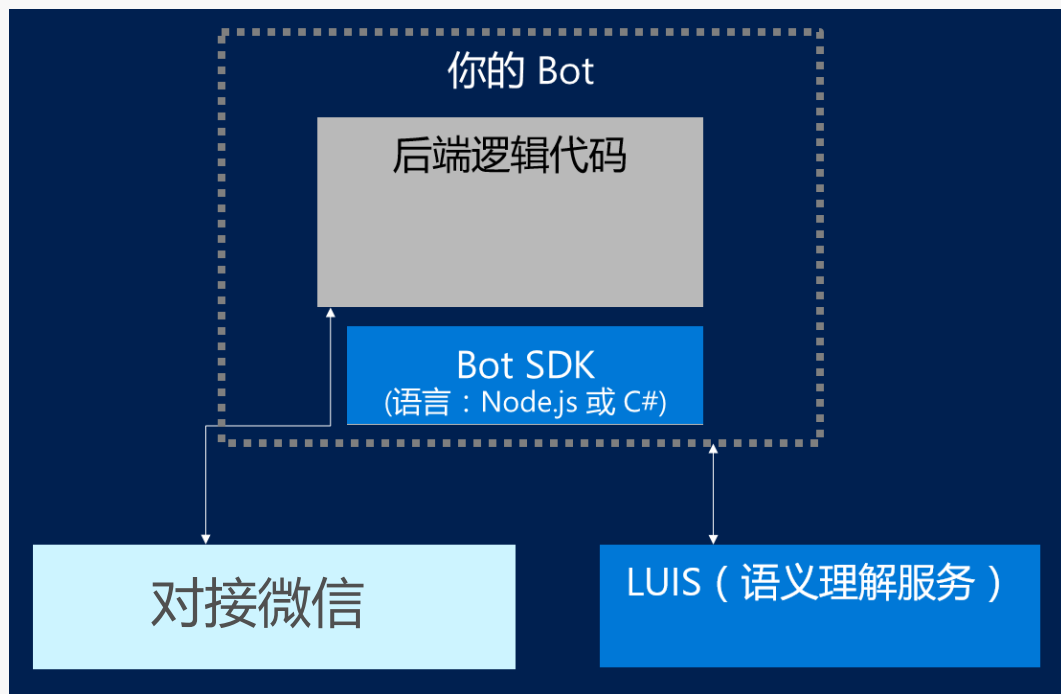 你的 Bot
后端逻辑代码
Bot SDK
(语言：Node.js 或 C#)
对接微信
LUIS（语义理解服务）